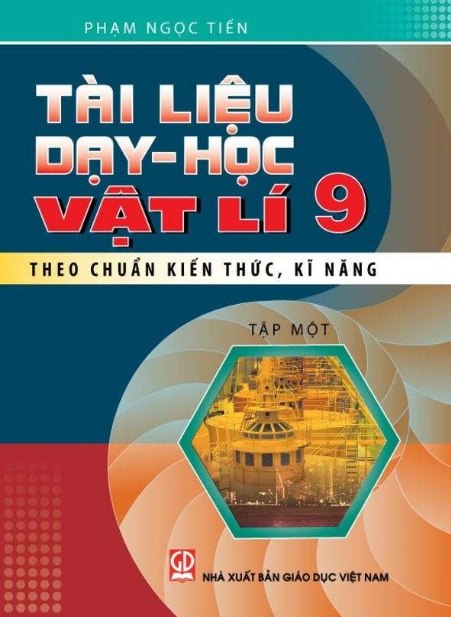 PHẠM NGỌC TIẾN
TÀI LIỆU
DẠY-HỌC
VẬT LÍ 9
THEO CHUẨN KIẾN THỨC, KĨ NĂNG
TẬP MỘT
GD
NHÀ XUẤT BẢN GIÁO DỤC VIỆT NAM